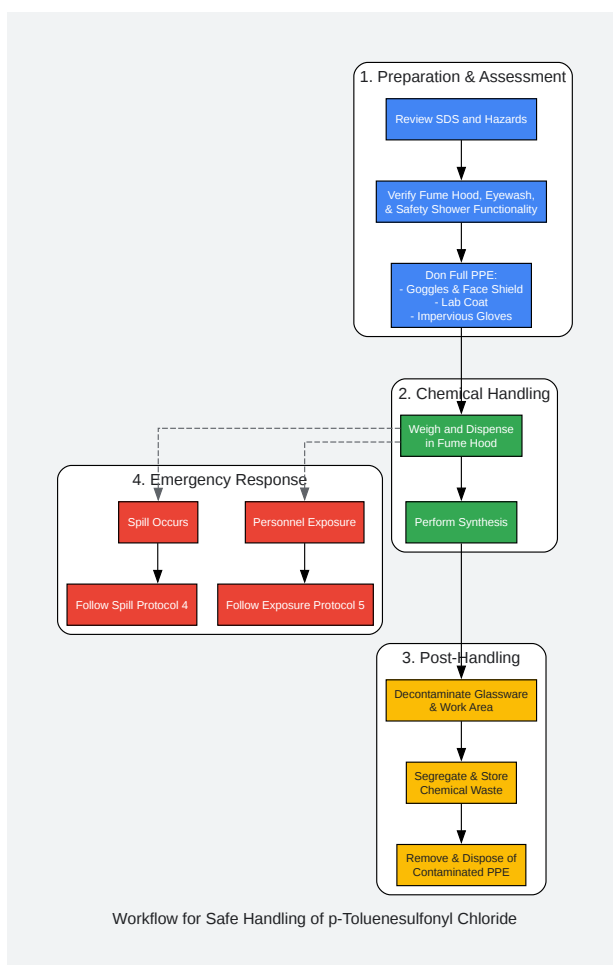 1. Preparation & Assessment
Review SDS and Hazards
Verify Fume Hood, Eyewash,
& Safety Shower Functionality
Don Full PPE:
- Goggles & Face Shield
- Lab Coat
- Impervious Gloves
2. Chemical Handling
Weigh and Dispense
in Fume Hood
Perform Synthesis
4. Emergency Response
Spill Occurs
Personnel Exposure
Follow Spill Protocol 4
Follow Exposure Protocol 5
3. Post-Handling
Decontaminate Glassware
& Work Area
Segregate & Store
Chemical Waste
Remove & Dispose of
Contaminated PPE
Workflow for Safe Handling of p-Toluenesulfonyl Chloride